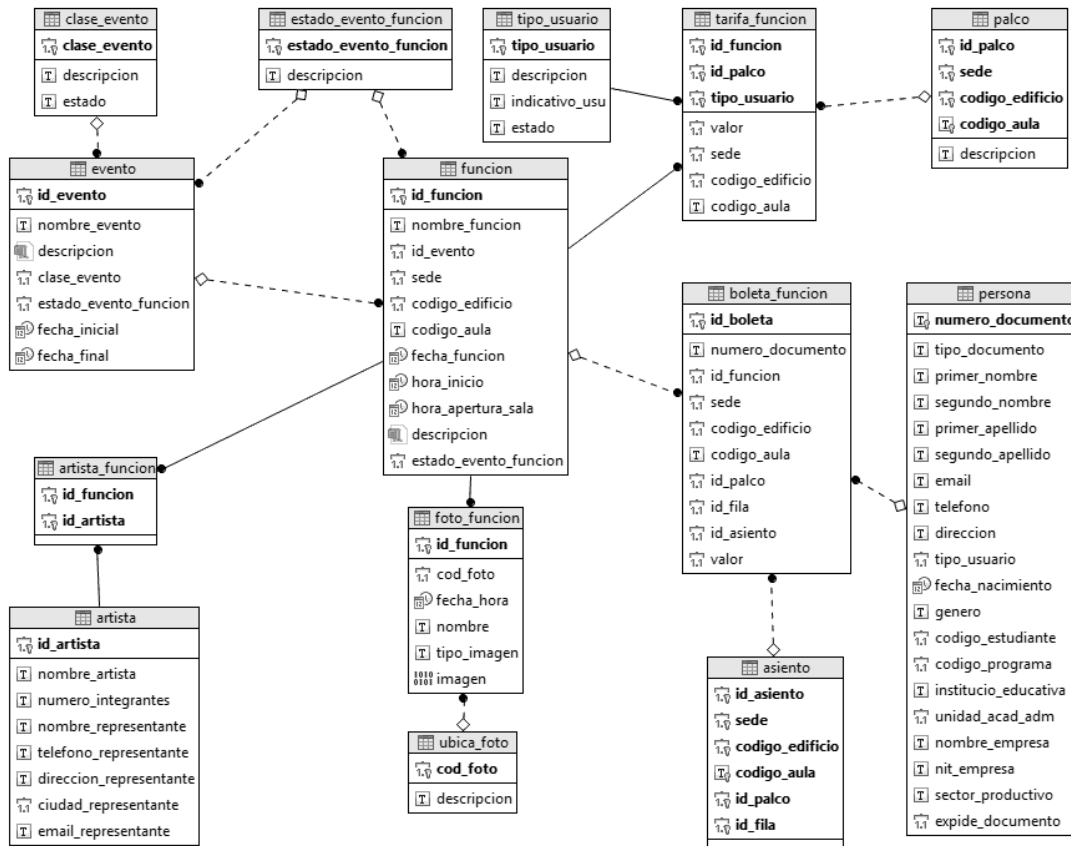 clase_evento
clase_evento
descripcion
estado
estado_evento_funcion
estado_evento_funcion
descripcion
tipo_usuario
tipo_usuario
descripcion
indicativo_usu
estado
tarifa_funcion
id_funcion
id_palco
tipo_usuario
valor
sede
codigo_edificio
codigo_aula
palco
id_palco
sede
codigo_edificio
codigo_aula
descripcion
evento
id_evento
nombre_evento
descripcion
clase_evento
estado_evento_funcion
fecha_inicial
fecha_final
funcion
id_funcion
nombre_funcion
id_evento
sede
codigo_edificio
codigo_aula
fecha_funcion
hora_inicio
hora_apertura_sala
descripcion
estado_evento_funcion
boleta_funcion
id_boleta
numero_documento
id_funcion
sede
codigo_edificio
codigo_aula
id_palco
id_fila
id_asiento
valor
persona
numero_documento
tipo_documento
primer_nombre
segundo_nombre
primer_apellido
segundo_apellido
email
telefono
direccion
tipo_usuario
fecha_nacimiento
genero
codigo_estudiante
codigo_programa
institucio_educativa
unidad_acad_adm
nombre_empresa
nit_empresa
sector_productivo
expide_documento
artista_funcion
id_funcion
id_artista
foto_funcion
id_funcion
cod_foto
fecha_hora
nombre
tipo_imagen
imagen
artista
id_artista
nombre_artista
numero_integrantes
nombre_representante
telefono_representante
direccion_representante
ciudad_representante
email_representante
ubica_foto
cod_foto
descripcion
asiento
id_asiento
sede
codigo_edificio
codigo_aula
id_palco
id_fila